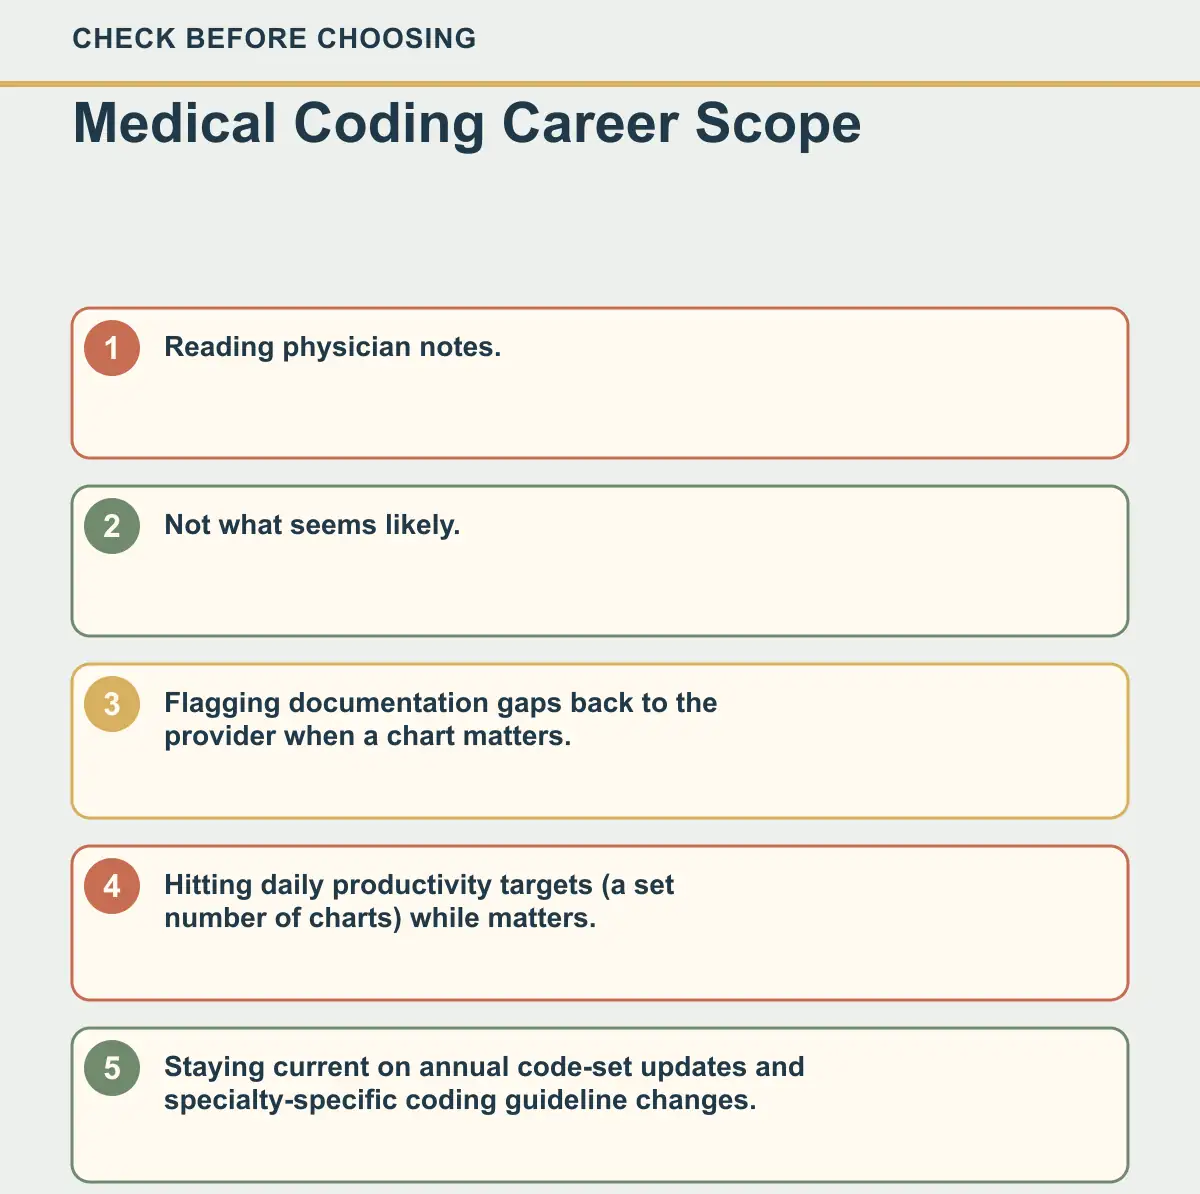 CHECK BEFORE CHOOSING
Medical Coding Career Scope
1
Reading physician notes.
2
Not what seems likely.
3
Flagging documentation gaps back to the
provider when a chart matters.
4
Hitting daily productivity targets (a set
number of charts) while matters.
5
Staying current on annual code-set updates and
specialty-specific coding guideline changes.